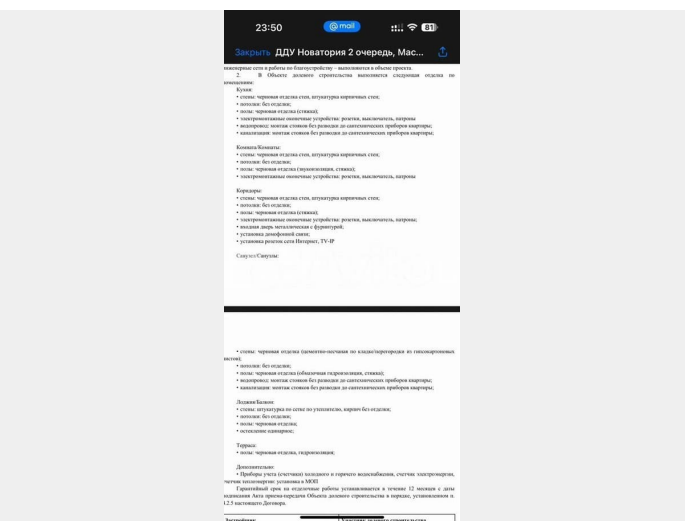 23:50
mail
81
Закрыть ДДУ Новатория 2 очередь, Мас...
инженерные сети и работы по благоустройству – выполняются в объеме проекта.
2. В Объекте долевого строительства выполняется следующая отделка по
помещениям:
Кухня:
• стены: черновая отделка стен, штукатурка кирпичных стен;
• потолки: без отделки;
• полы: черновая отделка (стяжка);
• электромонтажные оконечные устройства: розетки, выключатель, патроны
• водопровод: монтаж стояков без разводки до сантехнических приборов квартиры;
• канализация: монтаж стояков без разводки до сантехнических приборов квартиры;
Комната/Комнаты:
• стены: черновая отделка стен, штукатурка кирпичных стен;
• потолки: без отделки;
• полы: черновая отделка (звукоизоляция, стяжка);
• электромонтажные оконечные устройства: розетки, выключатель, патроны
Коридоры:
• стены: черновая отделка стен, штукатурка кирпичных стен;
• потолки: без отделки;
• полы: черновая отделка (стяжка);
• электромонтажные оконечные устройства: розетки, выключатель, патроны;
• входная дверь металлическая с фурнитурой;
• установка домофонной связи;
• установка розеток сети Интернет, TV-IP
Санузел/Санузлы:
• стены: черновая отделка (цементно-песчаная по кладке/перегородки из гипсокартонных
листов);
• потолки: без отделки;
• полы: черновая отделка (обмазочная гидроизоляция, стяжка);
• водопровод: монтаж стояков без разводки до сантехнических приборов квартиры;
• канализация: монтаж стояков без разводки до сантехнических приборов квартиры;
Лоджия/Балкон:
• стены: штукатурка по сетке по утеплителю, кирпич без отделки;
• потолки: без отделки;
• полы: черновая отделка;
• остекление одинарное;
Терраса:
• полы: черновая отделка, гидроизоляция;
Дополнительно:
• Приборы учета (счетчики) холодного и горячего водоснабжения, счетчик электроэнергии,
счетчик теплоэнергии: установка в МОП
Гарантийный срок на отделочные работы устанавливается в течение 12 месяцев с даты
подписания Акта приема-передачи Объекта долевого строительства в порядке, установленном п.
4.2.5 настоящего Договора.
Застройщик: Участник долевого строительства